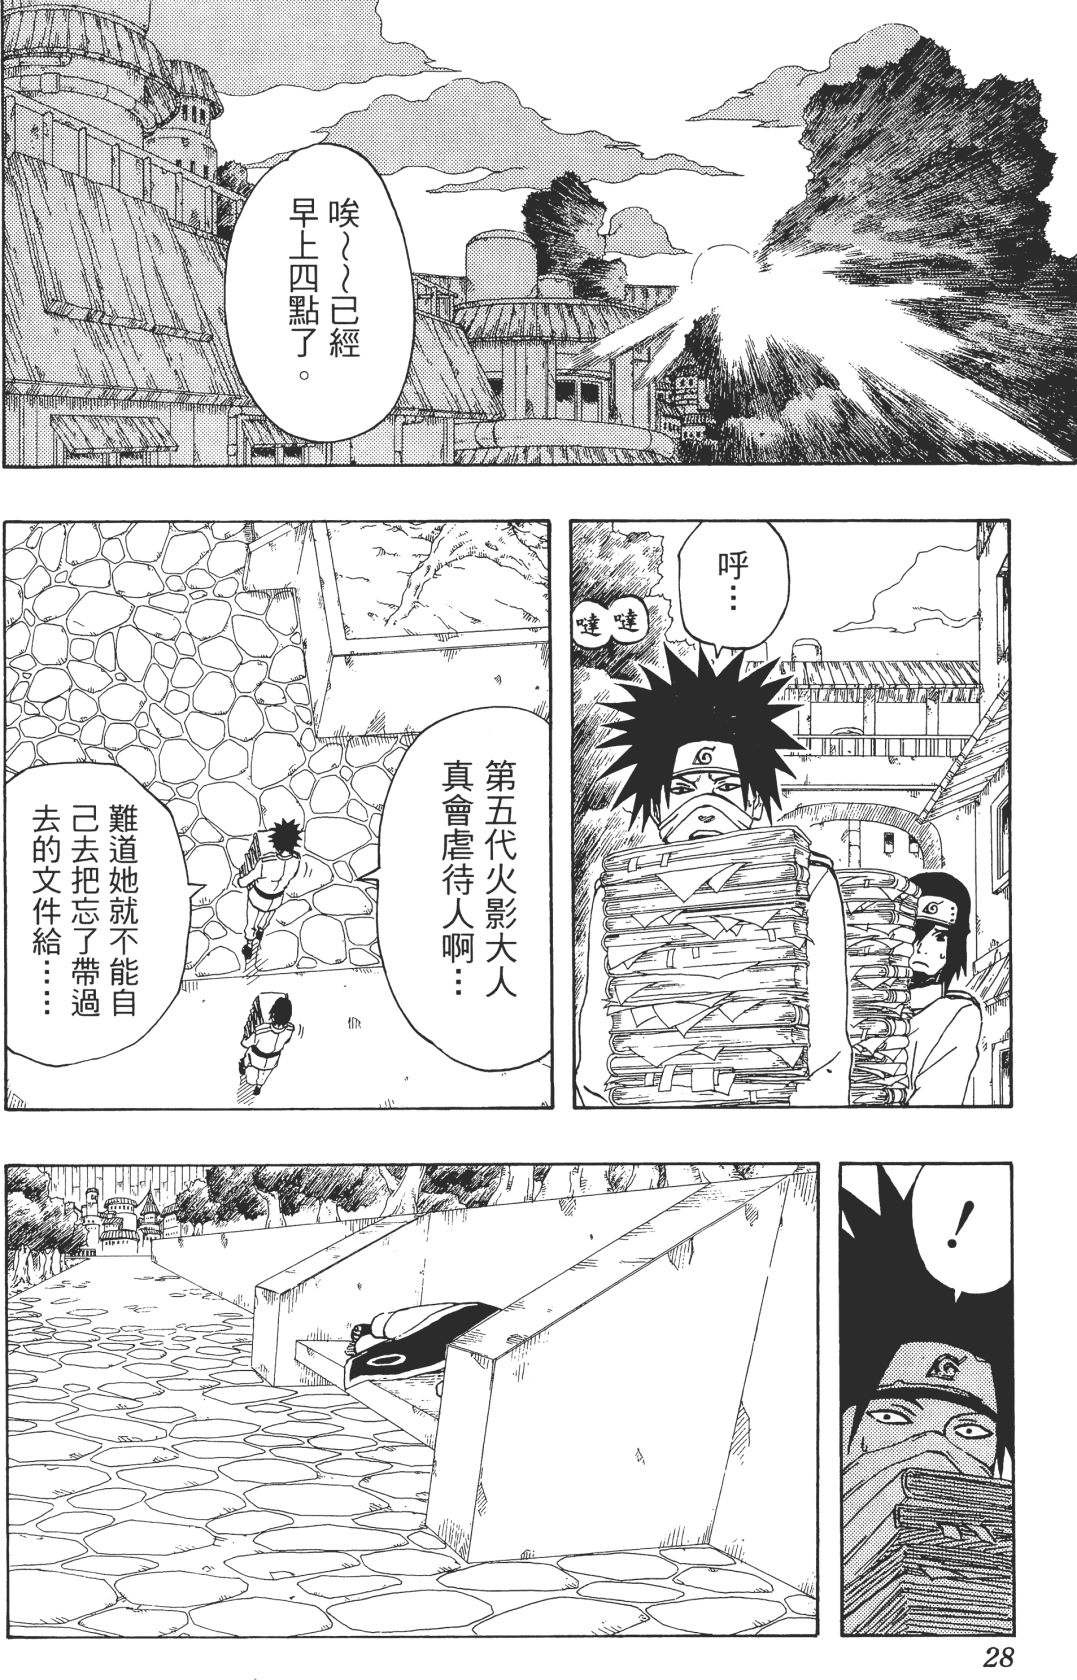 唉～～已經
早上四點了。
呼…
噠噠
第五代火影大人
真會虐待人啊…
難道她就不能自
己去把忘了帶過
去的文件給……
！
28